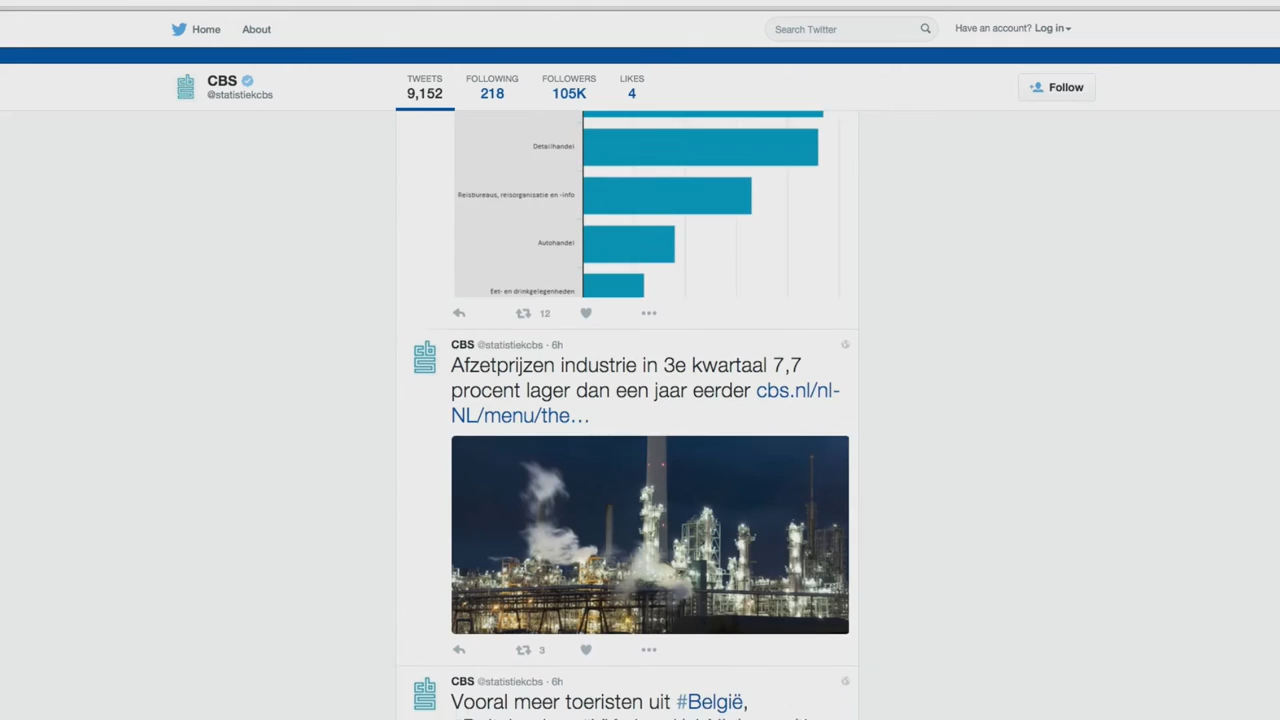 Home
About
Search Twitter
Have an account? Log in
CBS
@statistiekcbs
TWEETS
9,152
FOLLOWING
218
FOLLOWERS
105K
LIKES
4
Follow
Detailhandel
Reisbureaus, reisorganisatie en -info
Autohandel
Eet- en drinkgelegenheden
12
CBS @statistiekcbs · 6h
Afzetprijzen industrie in 3e kwartaal 7,7
procent lager dan een jaar eerder cbs.nl/nl-
NL/menu/the…
3
CBS @statistiekcbs · 6h
Vooral meer toeristen uit #België,